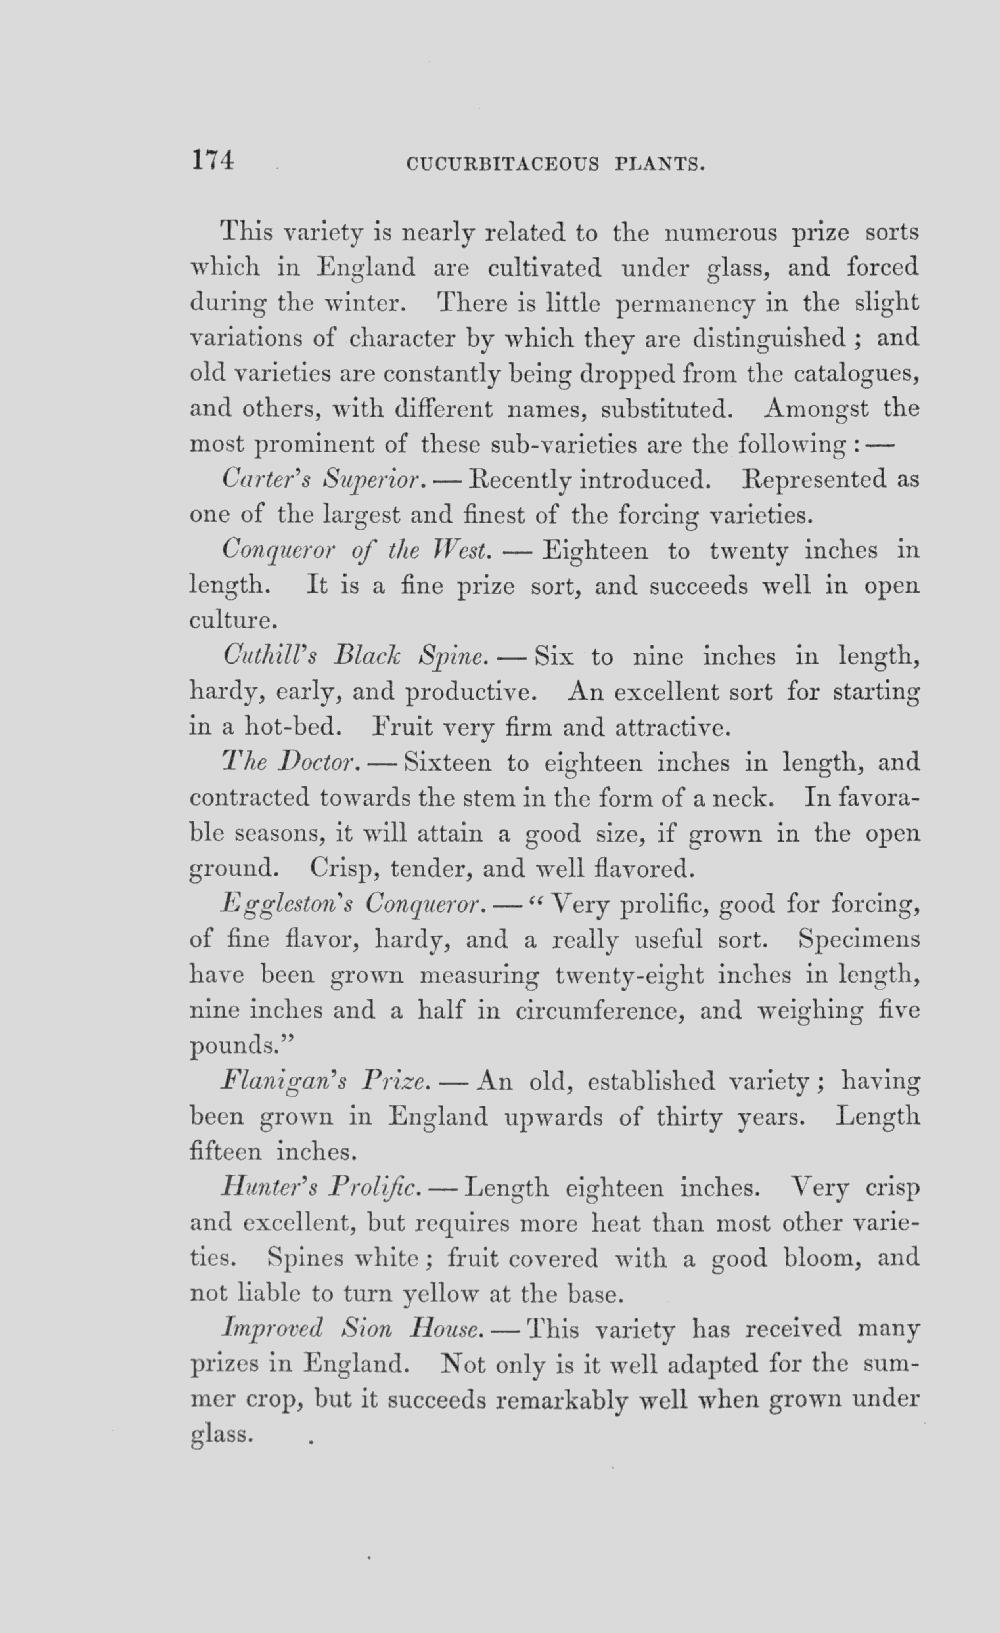 174 CUCURBITACEOUS PLANTS.
This variety is nearly related to the numerous prize sorts
which in England are cultivated under glass, and forced
during the winter. There is little permanency in the slight
variations of character by which they are distinguished ; and
old varieties are constantly being dropped from the catalogues,
and others, with different names, substituted. Amongst the
most prominent of these sub-varieties are the following : —
Carter's Superior. — Recently introduced. Represented as
one of the largest and finest of the forcing varieties.
Conqueror of the West. — Eighteen to twenty inches in
length. It is a fine prize sort, and succeeds well in open
culture.
Cuthill's Black Spine. — Six to nine inches in length,
hardy, early, and productive. An excellent sort for starting
in a hot-bed. Fruit very firm and attractive.
The Doctor. — Sixteen to eighteen inches in length, and
contracted towards the stem in the form of a neck. In favora-
ble seasons, it will attain a good size, if grown in the open
ground. Crisp, tender, and well flavored.
Eggleston's Conqueror. — “ Very prolific, good for forcing,
of fine flavor, hardy, and a really useful sort. Specimens
have been grown measuring twenty-eight inches in length,
nine inches and a half in circumference, and weighing five
pounds.”
Flanigan's Prize. — An old, established variety ; having
been grown in England upwards of thirty years. Length
fifteen inches.
Hunter's Prolific. — Length eighteen inches. Very crisp
and excellent, but requires more heat than most other varie-
ties. Spines white ; fruit covered with a good bloom, and
not liable to turn yellow at the base.
Improved Sion House. — This variety has received many
prizes in England. Not only is it well adapted for the sum-
mer crop, but it succeeds remarkably well when grown under
glass.